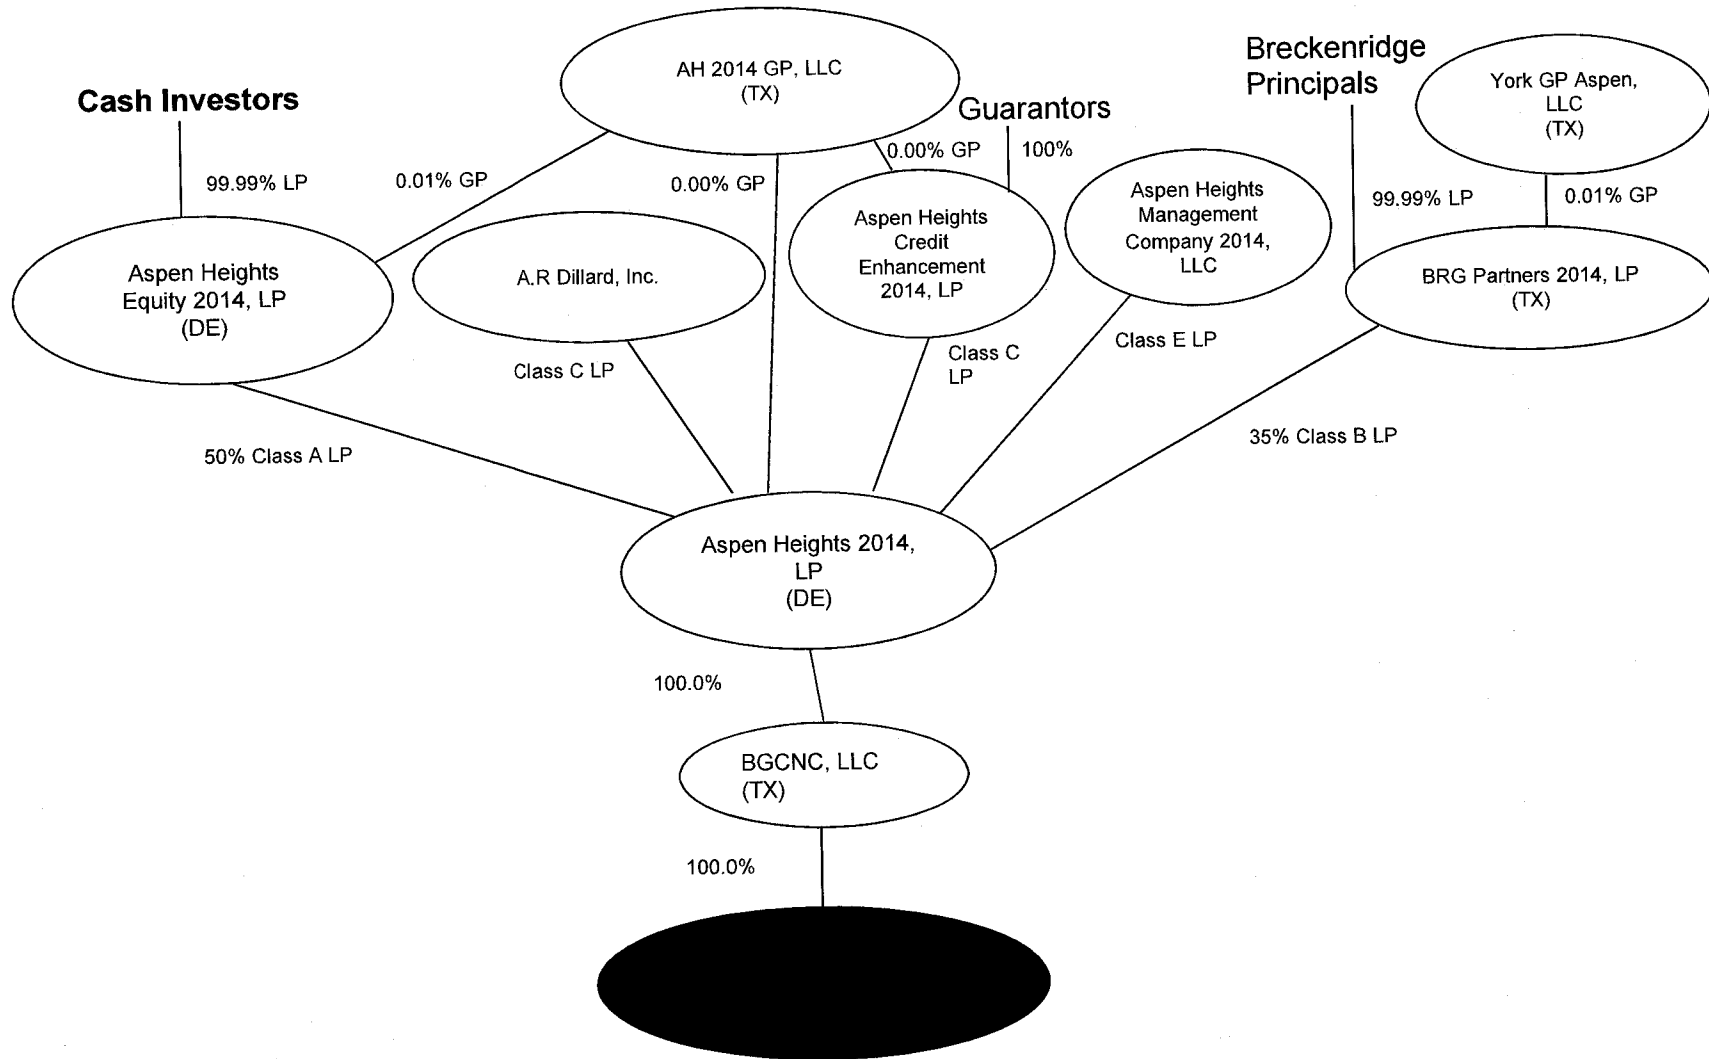 AH 2014 GP, LLC
(TX)
Breckenridge
Principals
York GP Aspen,
LLC
(TX)
Cash Investors
Guarantors
99.99% LP
0.01% GP
0.00% GP
0.00% GP
100%
99.99% LP
0.01% GP
Aspen Heights
Equity 2014, LP
(DE)
A.R Dillard, Inc.
Aspen Heights
Credit
Enhancement
2014, LP
Aspen Heights
Management
Company 2014,
LLC
BRG Partners 2014, LP
(TX)
50% Class A LP
Class C LP
Class C
LP
Class E LP
35% Class B LP
Aspen Heights 2014,
LP
(DE)
100.0%
BGCNC, LLC
(TX)
100.0%